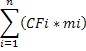 n
∑(CFi * mi)
i=1